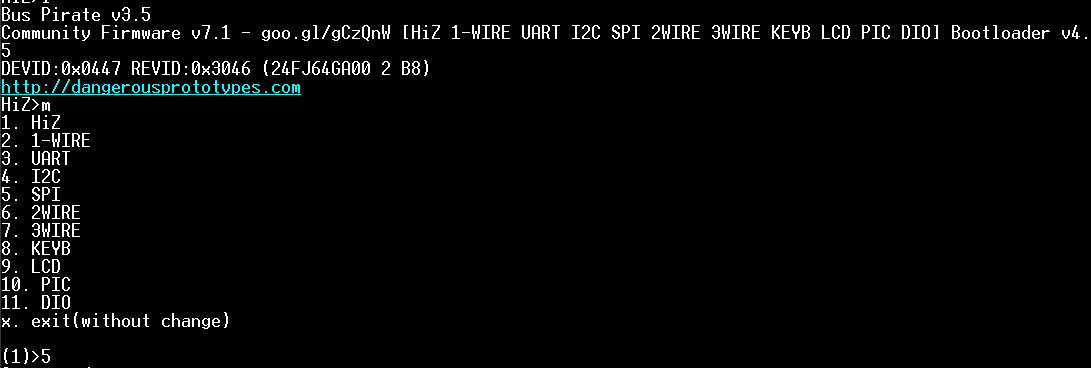 Bus Pirate v3.5
Community Firmware v7.1 - goo.gl/gCzQnW [HiZ 1-WIRE UART I2C SPI 2WIRE 3WIRE KEYB LCD PIC DIO] Bootloader v4.
5
DEVID:0x0447 REVID:0x3046 (24FJ64GA00 2 B8)
http://dangerousprototypes.com
HiZ>m
1. HiZ
2. 1-WIRE
3. UART
4. I2C
5. SPI
6. 2WIRE
7. 3WIRE
8. KEYB
9. LCD
10. PIC
11. DIO
x. exit(without change)
(1)>5